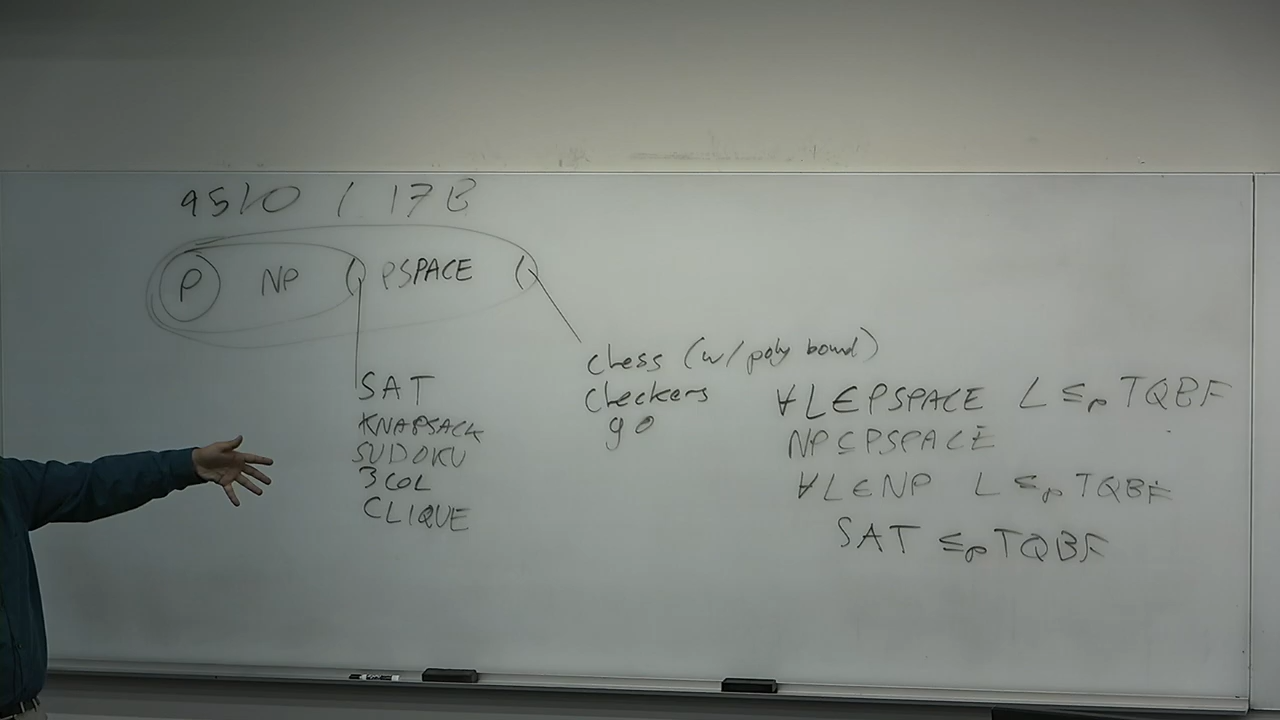 9510 / 17B
P NP PSPACE
SAT
KNAPSACK
SUDOKU
3COL
CLIQUE
chess (w/ poly bound)
checkers
go
∀L∈PSPACE L ≤p TQBF
NP⊆PSPACE
∀L∈NP L ≤p TQBF
SAT ≤p TQBF